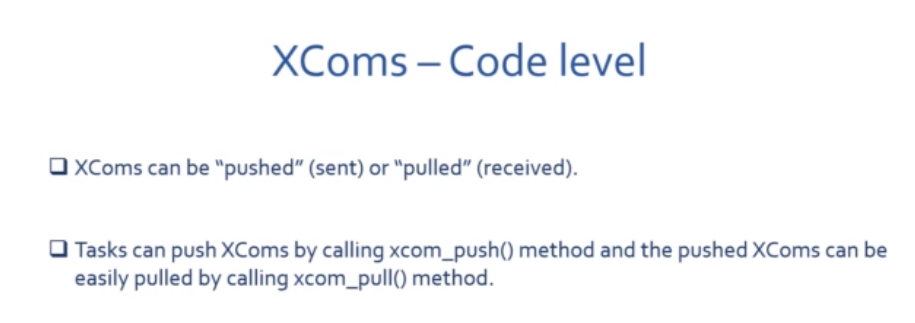 XComs – Code level
❑ XComs can be “pushed” (sent) or “pulled” (received).
❑ Tasks can push XComs by calling xcom_push() method and the pushed XComs can be
easily pulled by calling xcom_pull() method.